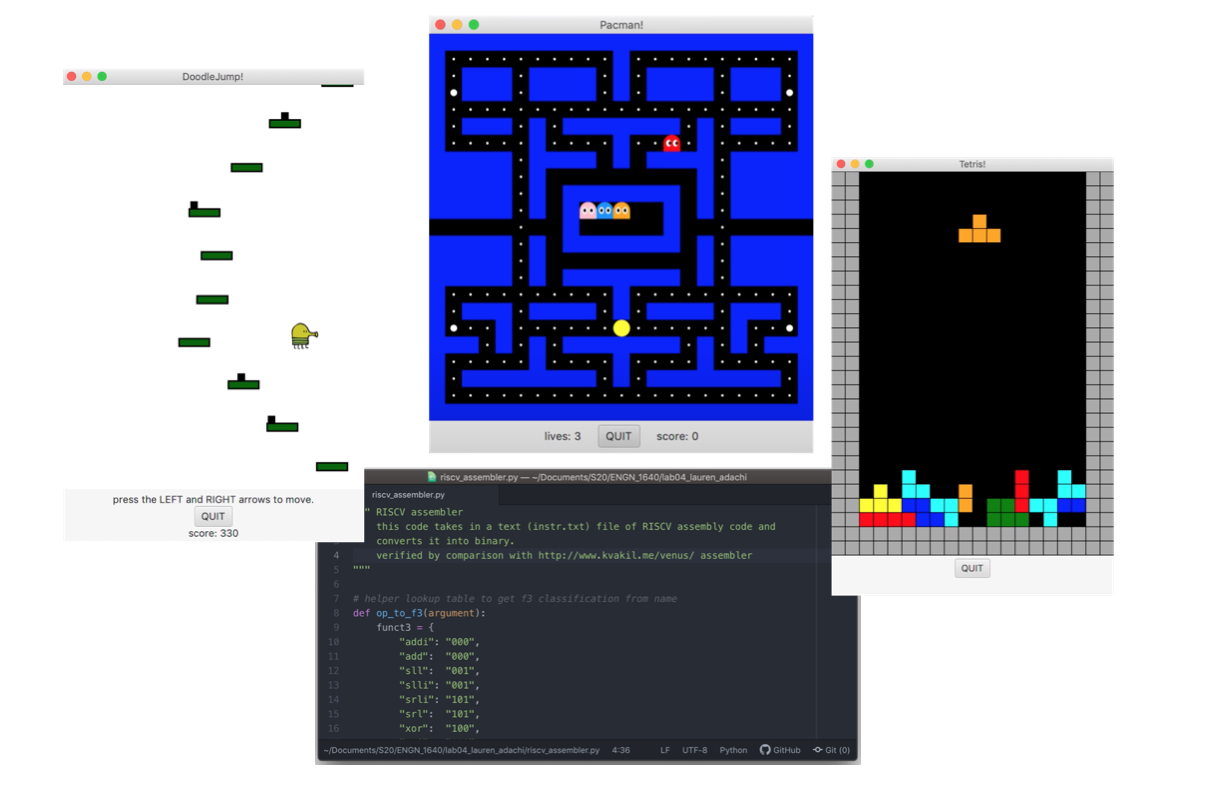 Pacman!
lives: 3 QUIT score: 0
DoodleJump!
press the LEFT and RIGHT arrows to move.
QUIT
score: 330
Tetris!
QUIT
riscv_assembler.py — ~/Documents/S20/ENGN_1640/lab04_lauren_adachi
riscv_assembler.py
" RISCV assembler
this code takes in a text (instr.txt) file of RISCV assembly code and
converts it into binary.
4 verified by comparison with http://www.kvakil.me/venus/ assembler
5 """
6
7 # helper lookup table to get f3 classification from name
8 def op_to_f3(argument):
9 funct3 = {
10 "addi": "000",
11 "add": "000",
12 "sll": "001",
13 "slli": "001",
14 "srli": "101",
15 "srl": "101",
16 "xor": "100",
~/Documents/S20/ENGN_1640/lab04_lauren_adachi/riscv_assembler.py 4:36 LF UTF-8 Python GitHub Git (0)